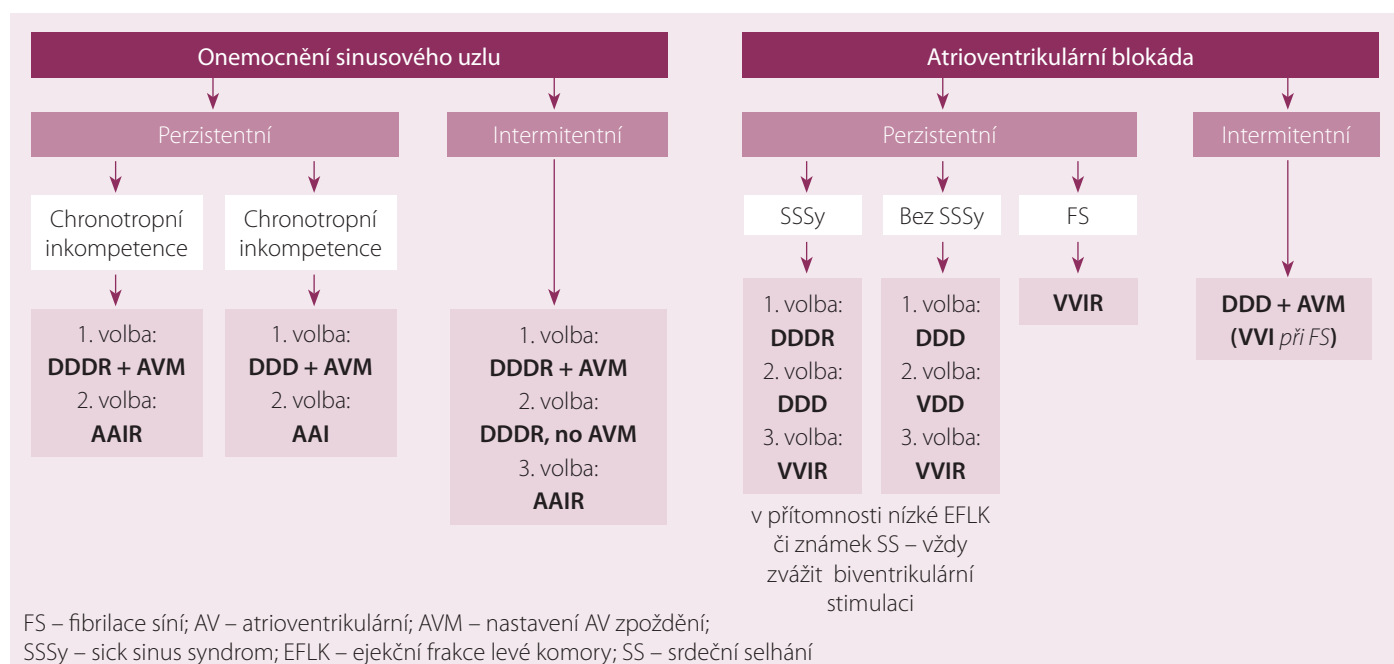 Onemocnění sinusového uzlu
Perzistentní
Intermitentní
Chronotropní
inkompetence
Chronotropní
inkompetence
1. volba:
DDDR + AVM
2. volba:
AAIR
1. volba:
DDD + AVM
2. volba:
AAI
1. volba:
DDDR + AVM
2. volba:
DDDR, no AVM
3. volba:
AAIR
Atrioventrikulární blokáda
Perzistentní
Intermitentní
SSSy
Bez SSSy
FS
1. volba:
DDDR
2. volba:
DDD
3. volba:
VVIR
1. volba:
DDD
2. volba:
VDD
3. volba:
VVIR
VVIR
DDD + AVM
(VVI při FS)
v přítomnosti nízké EFLK
či známek SS – vždy
zvážit biventrikulární
stimulaci
FS – fibrilace síní; AV – atrioventrikulární; AVM – nastavení AV zpoždění;
SSSy – sick sinus syndrom; EFLK – ejekční frakce levé komory; SS – srdeční selhání